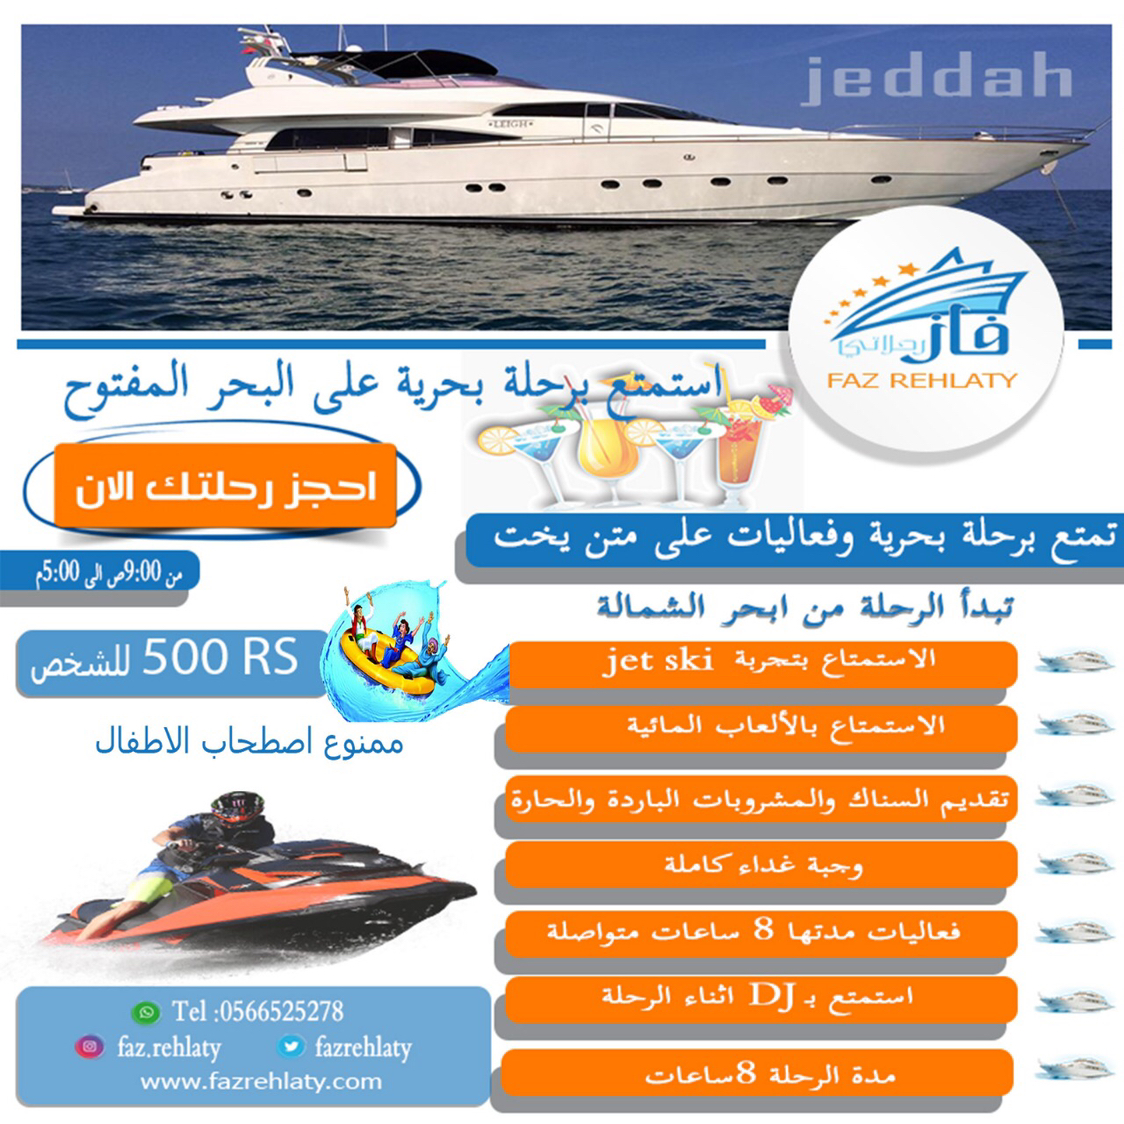 jeddah
•LEIGH•
فاز
رحلاتي
FAZ REHLATY
استمتع برحلة بحرية على البحر المفتوح
احجز رحلتك الان
تمتع برحلة بحرية وفعاليات على متن يخت
من 9:00ص الى 5:00م
تبدأ الرحلة من ابحر الشمالة
500 RS للشخص
ممنوع اصطحاب الاطفال
الاستمتاع بتجربة jet ski
الاستمتاع بالألعاب المائية
تقديم السناك والمشروبات الباردة والحارة
وجبة غداء كاملة
فعاليات مدتها 8 ساعات متواصلة
استمتع بـ DJ اثناء الرحلة
مدة الرحلة 8ساعات
Tel :0566525278
faz.rehlaty fazrehlaty
www.fazrehlaty.com